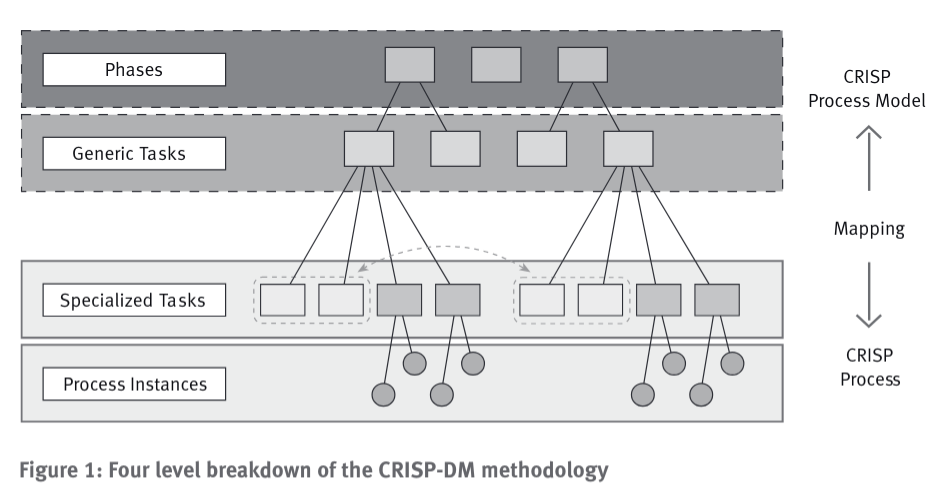 Phases
CRISP
Process Model
Generic Tasks
Mapping
Specialized Tasks
Process Instances
CRISP
Process
Figure 1: Four level breakdown of the CRISP-DM methodology